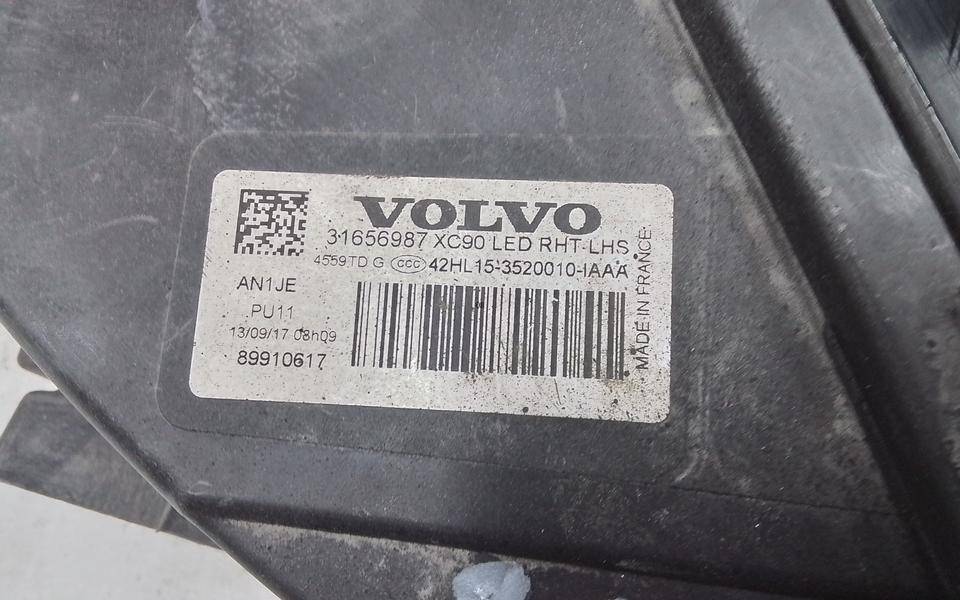 VOLVO
31656987 XC90 LED RHT LHS
4559TD G CCC 42HL15-3520010-IAAA
AN1JE
PU11
13/09/17 08h09
89910617
MADE IN FRANCE